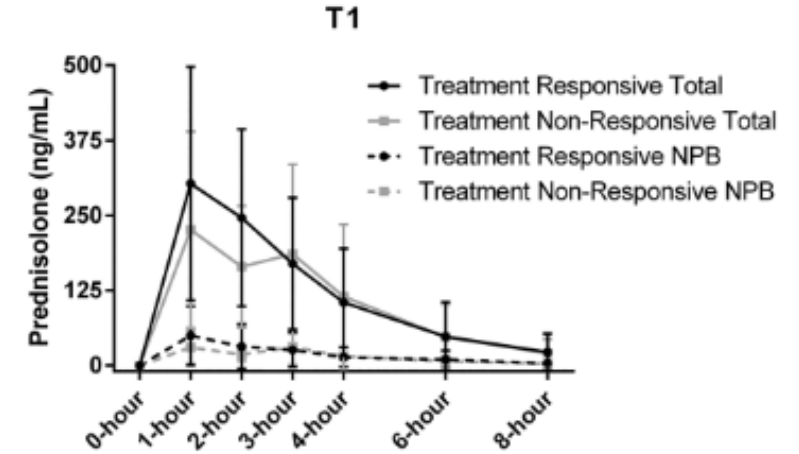 T1
Prednisolone (ng/mL)
500
375
250
125
0
Treatment Responsive Total
Treatment Non-Responsive Total
Treatment Responsive NPB
Treatment Non-Responsive NPB
0-hour
1-hour
2-hour
3-hour
4-hour
6-hour
8-hour